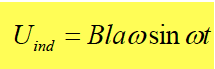 U_ind = Blaω sin ωt